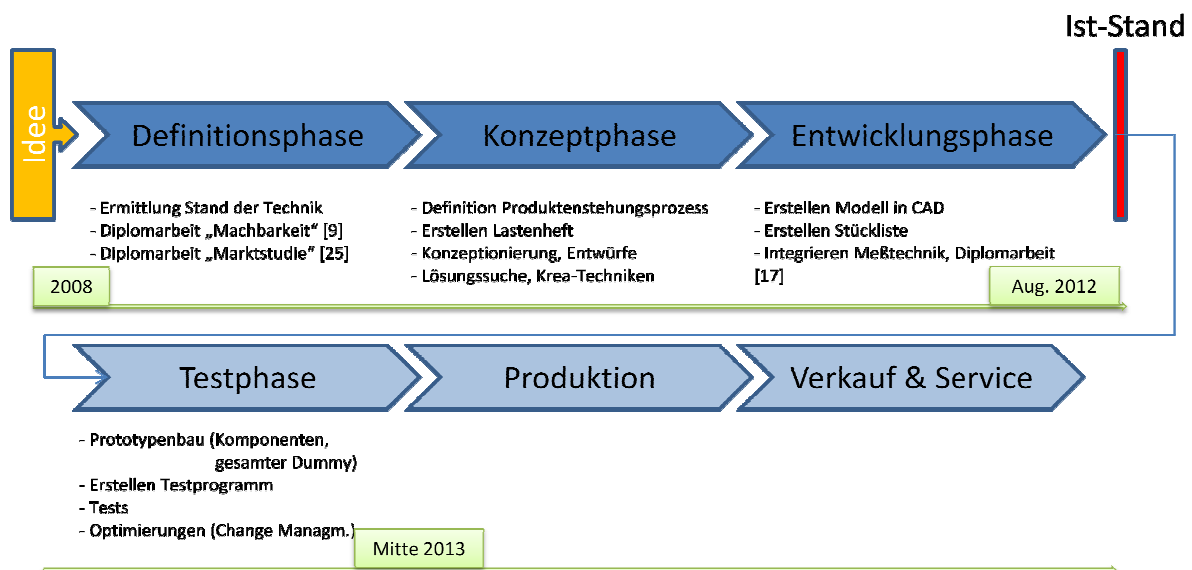 Ist-Stand
Idee
Definitionsphase
Konzeptphase
Entwicklungsphase
- Ermittlung Stand der Technik
- Diplomarbeit „Machbarkeit" [9]
- Diplomarbeit „Marktstudie" [25]
- Definition Produktenstehungsprozess
- Erstellen Lastenheft
- Konzeptionierung, Entwürfe
- Lösungssuche, Krea-Techniken
- Erstellen Modell in CAD
- Erstellen Stückliste
- Integrieren Meßtechnik, Diplomarbeit
[17]
2008
Aug. 2012
Testphase
Produktion
Verkauf & Service
- Prototypenbau (Komponenten,
gesamter Dummy)
- Erstellen Testprogramm
- Tests
- Optimierungen (Change Managm.)
Mitte 2013